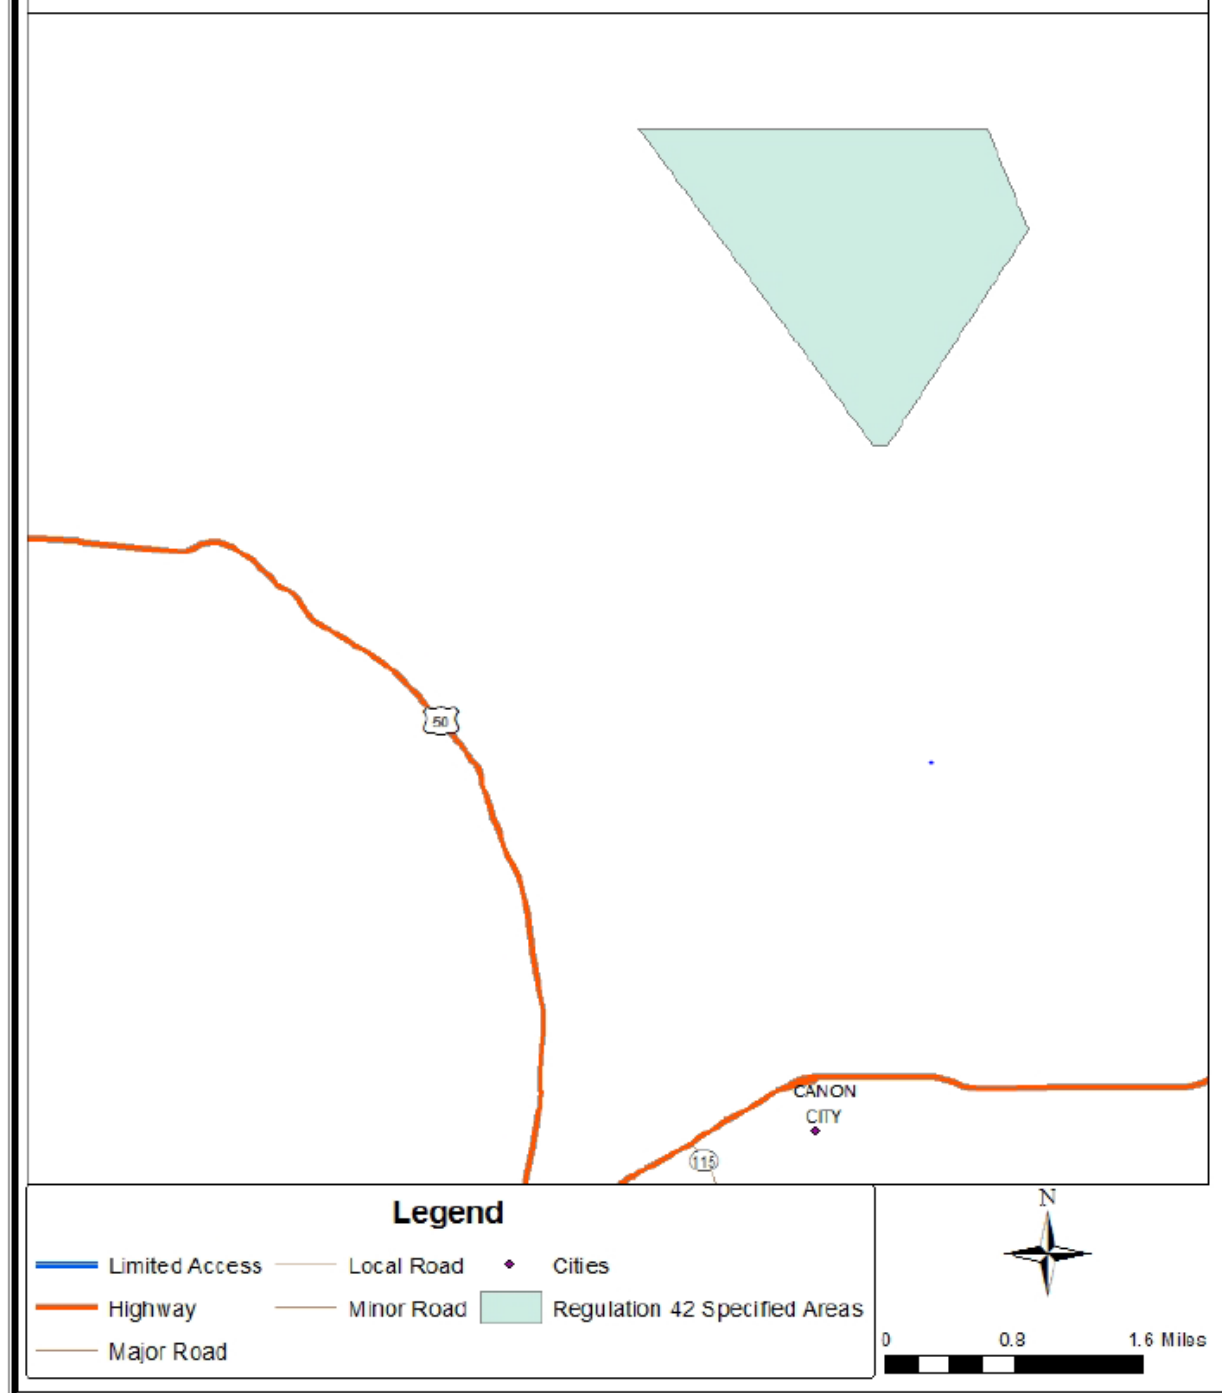 50
CANON
CITY
115
Legend
Limited Access
Local Road
Cities
Highway
Minor Road
Regulation 42 Specified Areas
Major Road
N
0 0.8 1.6 Miles